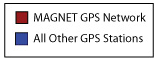 MAGNET GPS Network
All Other GPS Stations